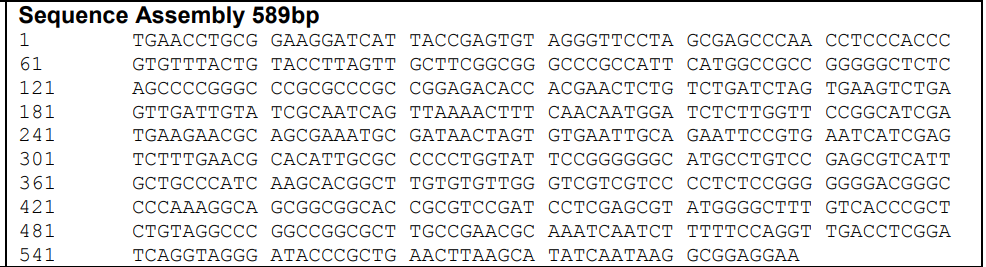 Sequence Assembly 589bp
1 TGAACCTGCG GAAGGATCAT TACCGAGTGT AGGGTTCCTA GCGAGCCCAA CCTCCCACCC
61 GTGTTTACTG TACCTTAGTT GCTTCGGCGG GCCCGCCATT CATGGCCGCC GGGGGCTCTC
121 AGCCCCGGGC CCGCGCCCGC CGGAGACACC ACGAACTCTG TCTGATCTAG TGAAGTCTGA
181 GTTGATTGTA TCGCAATCAG TTAAAACTTT CAACAATGGA TCTCTTGGTT CCGGCATCGA
241 TGAAGAACGC AGCGAAATGC GATAACTAGT GTGAATTGCA GAATTCCGTG AATCATCGAG
301 TCTTTGAACG CACATTGCGC CCCCTGGTAT TCCGGGGGGC ATGCCTGTCC GAGCGTCATT
361 GCTGCCCATC AAGCACGGCT TGTGTGTTGG GTCGTCGTCC CCTCTCCGGG GGGGACGGGC
421 CCCAAAGGCA GCGGCGGCAC CGCGTCCGAT CCTCGAGCGT ATGGGGCTTT GTCACCCGCT
481 CTGTAGGCCC GGCCGGCGCT TGCCGAACGC AAATCAATCT TTTTCCAGGT TGACCTCGGA
541 TCAGGTAGGG ATACCCGCTG AACTTAAGCA TATCAATAAG GCGGAGGAA